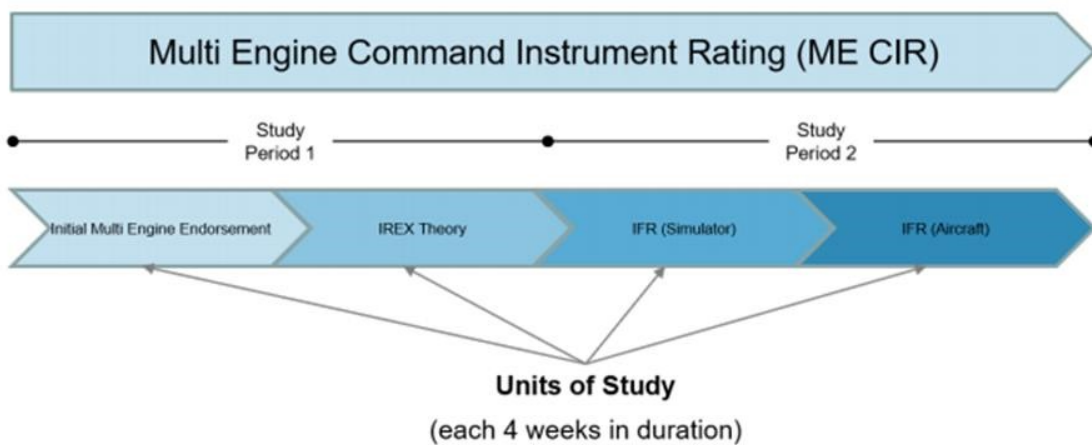 Multi Engine Command Instrument Rating (ME CIR)
Study
Period 1
Study
Period 2
Initial Multi Engine Endorsement
IREX Theory
IFR (Simulator)
IFR (Aircraft)
Units of Study
(each 4 weeks in duration)